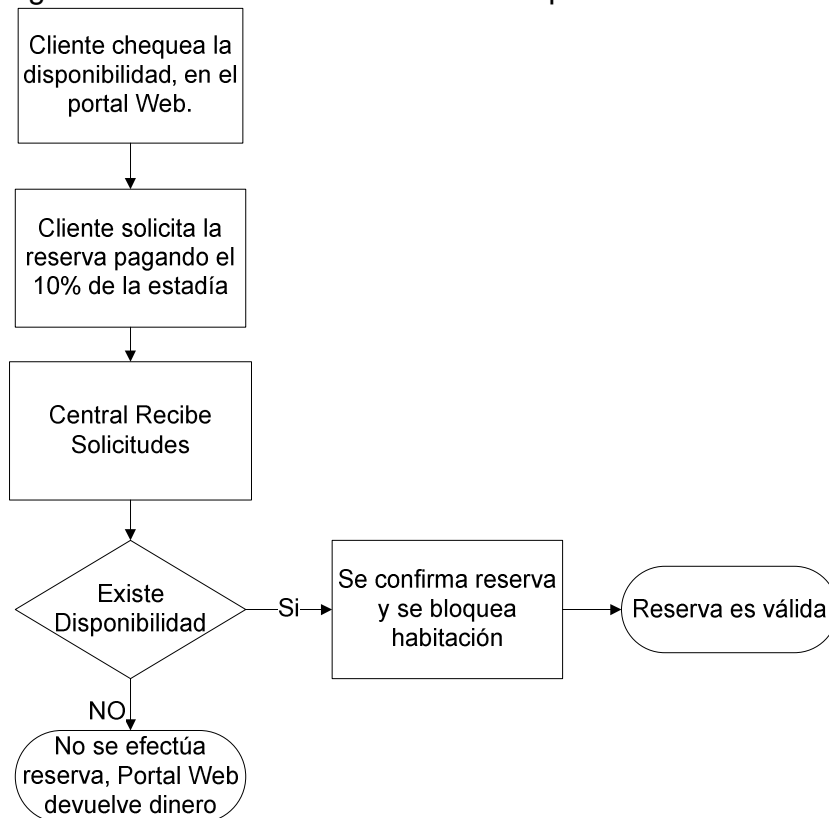 Cliente chequea la
disponibilidad, en el
portal Web.
Cliente solicita la
reserva pagando el
10% de la estadía
Central Recibe
Solicitudes
Existe
Disponibilidad
Si
Se confirma reserva
y se bloquea
habitación
Reserva es válida
NO
No se efectúa
reserva, Portal Web
devuelve dinero